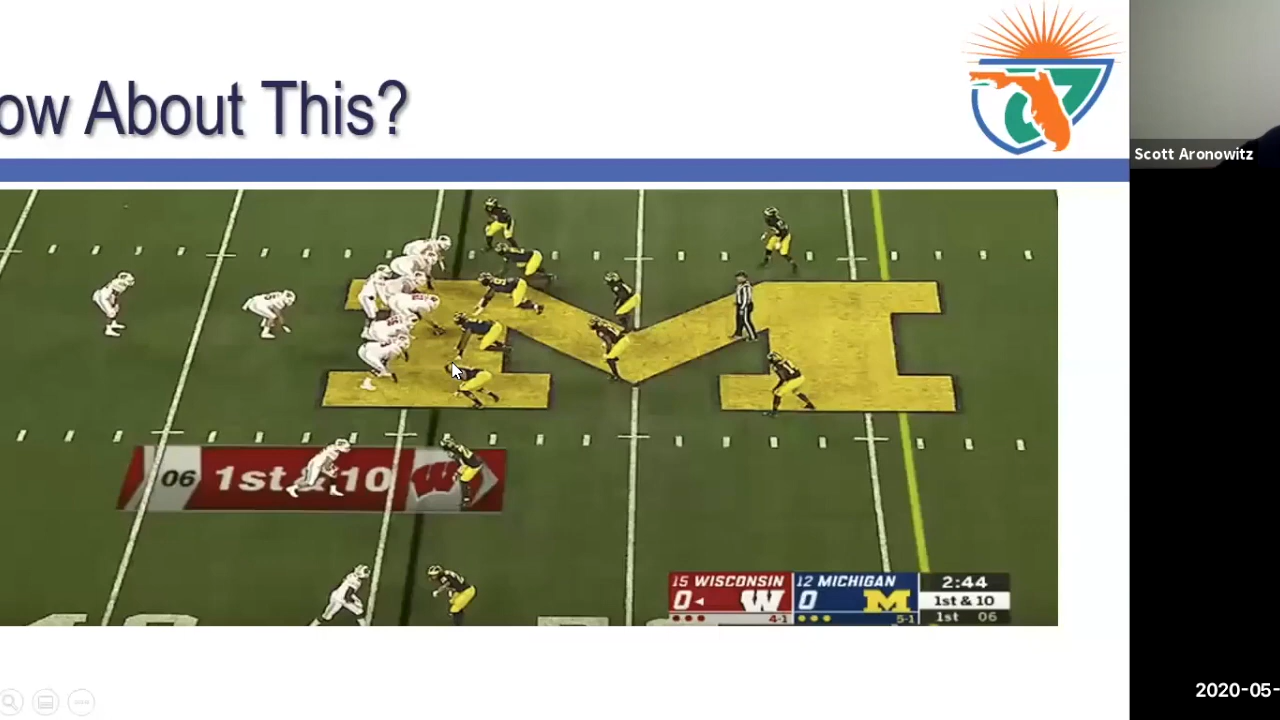 ow About This?
Scott Aronowitz
06 1st & 10 W
M
15 WISCONSIN 12 MICHIGAN 2:44
0 W 0 M 1st & 10
4-1 5-1 1st 06
2020-05-